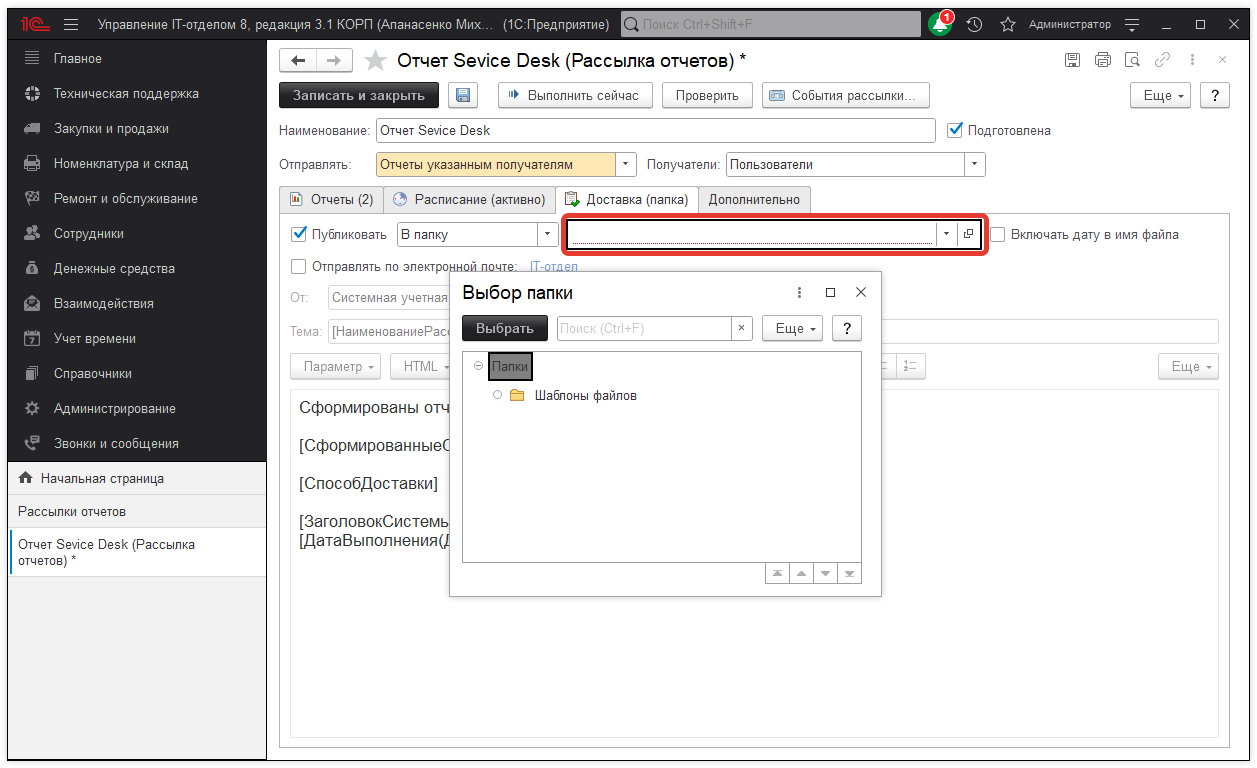 1С Управление IT-отделом 8, редакция 3.1 КОРП (Апанасенко Мих... (1С:Предприятие) Поиск Ctrl+Shift+F 1 Администратор
Главное
Техническая поддержка
Закупки и продажи
Номенклатура и склад
Ремонт и обслуживание
Сотрудники
Денежные средства
Взаимодействия
Учет времени
Справочники
Администрирование
Звонки и сообщения
Начальная страница
Рассылки отчетов
Отчет Sevice Desk (Рассылка
отчетов) *
Отчет Sevice Desk (Рассылка отчетов) *
Записать и закрыть Выполнить сейчас Проверить События рассылки... Еще ?
Наименование: Отчет Sevice Desk Подготовлена
Отправлять: Отчеты указанным получателям Получатели: Пользователи
Отчеты (2) Расписание (активно) Доставка (папка) Дополнительно
Публиковать В папку Включать дату в имя файла
Отправлять по электронной почте: IT-отдел
От: Системная учетная
Тема: [НаименованиеРасс
Параметр HTML Еще
Сформированы отч
[Сформированные
[СпособДоставки]
[ЗаголовокСистемы
[ДатаВыполнения(Д
Выбор папки
Выбрать Поиск (Ctrl+F) × Еще ?
Папки
Шаблоны файлов